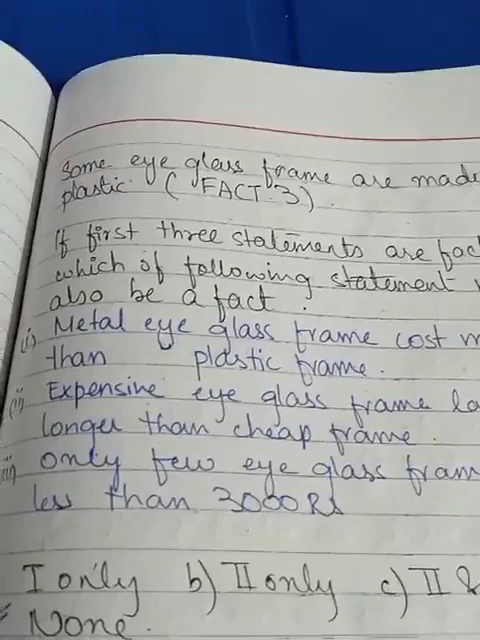 Some eye glass frame are made
plastic. (FACT-3).
If first three statements are fac
which of following statement
also be a fact.
(i) Metal eye glass frame cost m
than plastic frame.
(ii) Expensive eye glass frame la
longer than cheap frame.
(iii) Only few eye glass fram
less than 3000 Rs
I only b) II only c) II &
None.